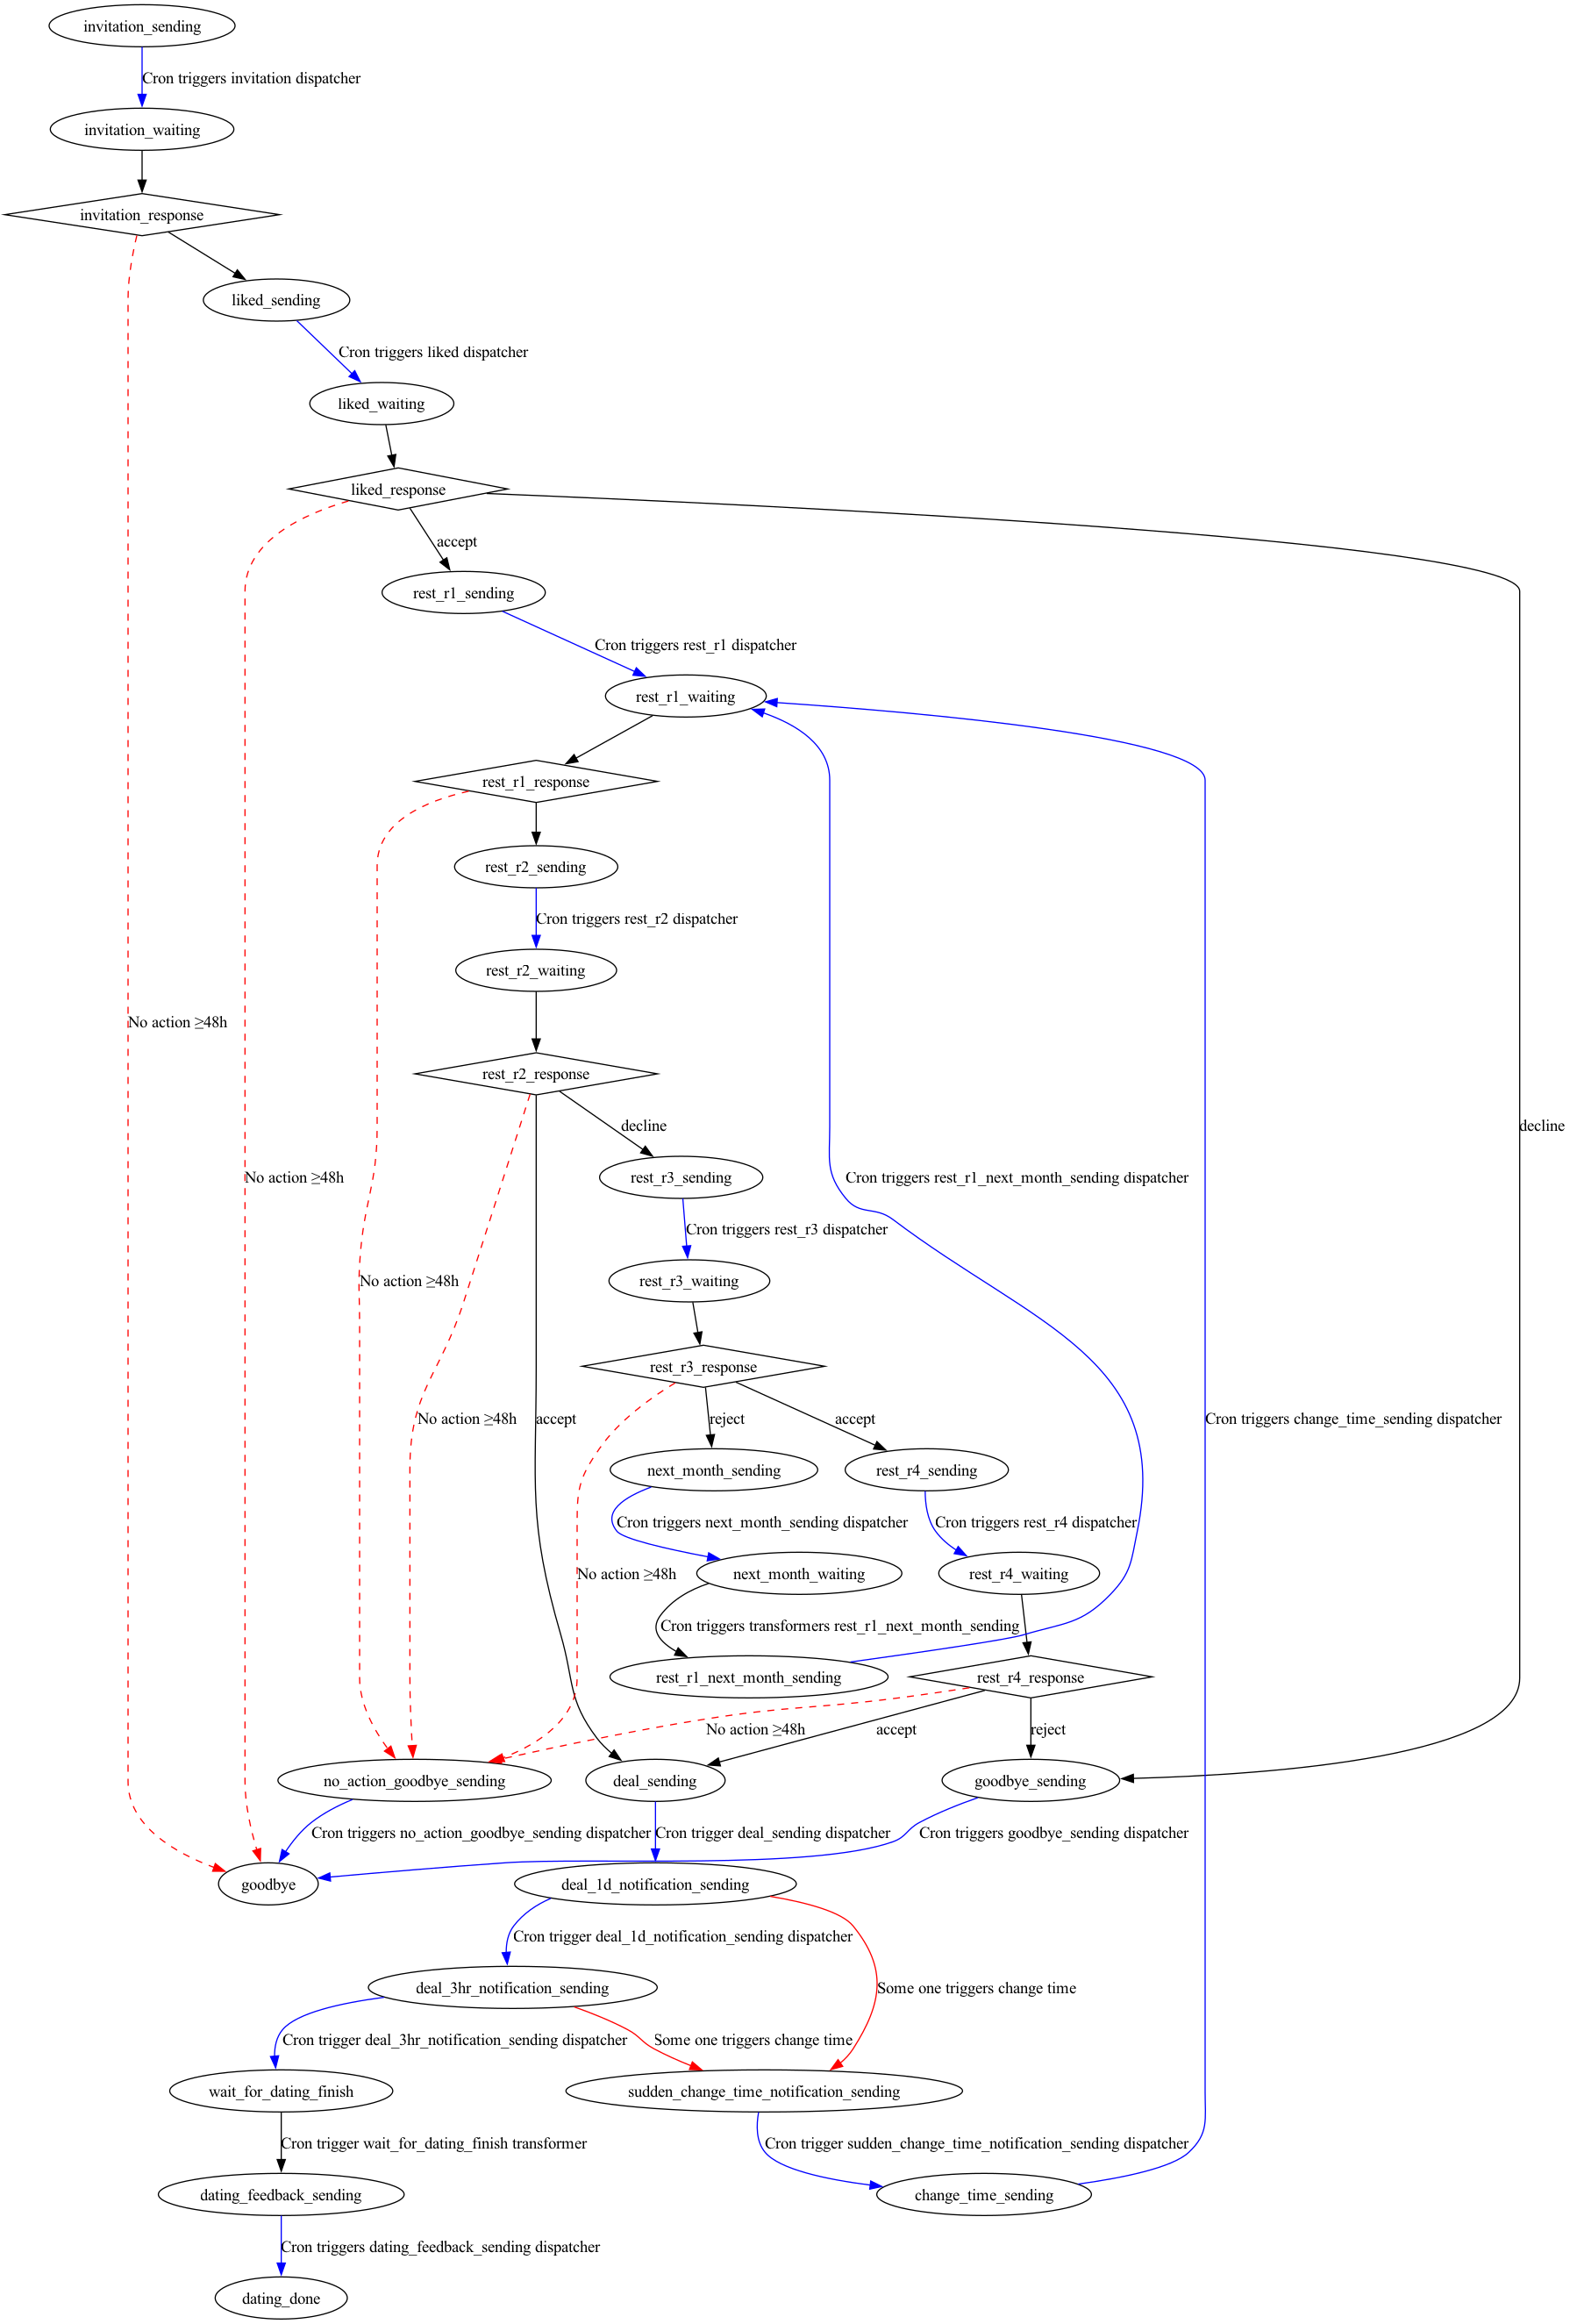 invitation_sending
Cron triggers invitation dispatcher
invitation_waiting
invitation_response
liked_sending
Cron triggers liked dispatcher
liked_waiting
liked_response
accept
rest_r1_sending
Cron triggers rest_r1 dispatcher
rest_r1_waiting
rest_r1_response
rest_r2_sending
Cron triggers rest_r2 dispatcher
rest_r2_waiting
No action ≥48h
rest_r2_response
decline
decline
No action ≥48h
rest_r3_sending
Cron triggers rest_r1_next_month_sending dispatcher
Cron triggers rest_r3 dispatcher
No action ≥48h
rest_r3_waiting
rest_r3_response
No action ≥48h
accept
reject
accept
Cron triggers change_time_sending dispatcher
next_month_sending
rest_r4_sending
Cron triggers next_month_sending dispatcher
Cron triggers rest_r4 dispatcher
No action ≥48h
next_month_waiting
rest_r4_waiting
Cron triggers transformers rest_r1_next_month_sending
rest_r1_next_month_sending
rest_r4_response
No action ≥48h
accept
reject
no_action_goodbye_sending
deal_sending
goodbye_sending
Cron triggers no_action_goodbye_sending dispatcher
Cron trigger deal_sending dispatcher
Cron triggers goodbye_sending dispatcher
goodbye
deal_1d_notification_sending
Cron trigger deal_1d_notification_sending dispatcher
deal_3hr_notification_sending
Some one triggers change time
Cron trigger deal_3hr_notification_sending dispatcher
Some one triggers change time
wait_for_dating_finish
sudden_change_time_notification_sending
Cron trigger wait_for_dating_finish transformer
Cron trigger sudden_change_time_notification_sending dispatcher
dating_feedback_sending
change_time_sending
Cron triggers dating_feedback_sending dispatcher
dating_done